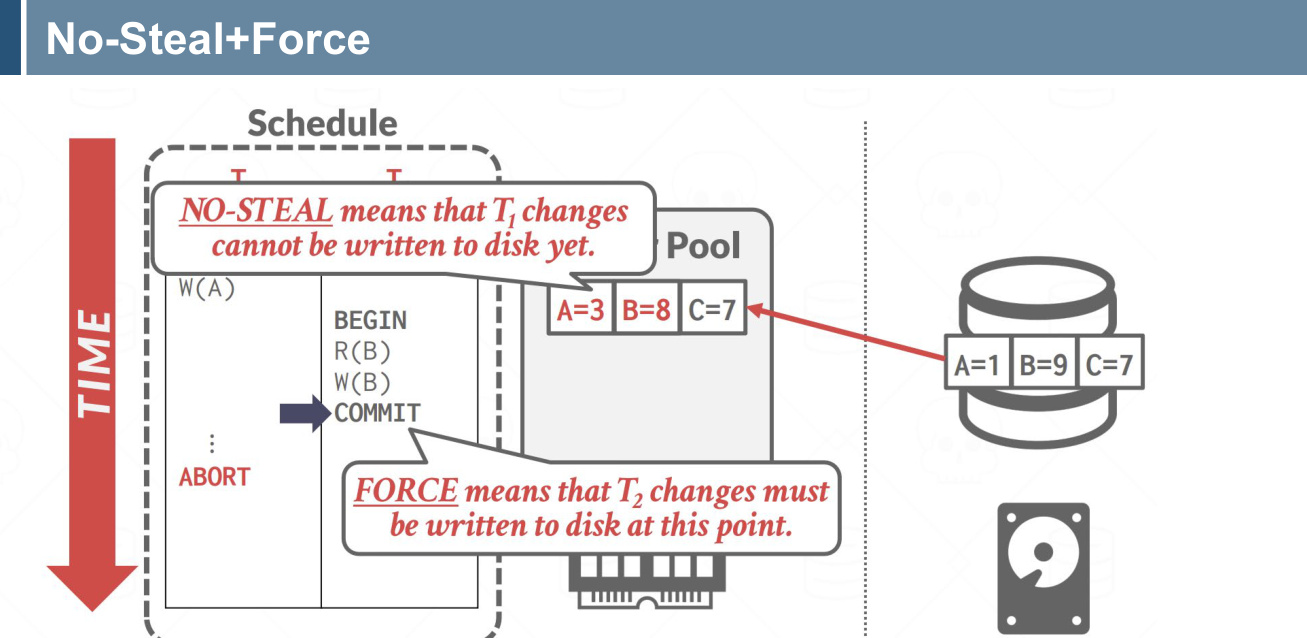 No-Steal+Force
Schedule
T T
NO-STEAL means that T1 changes
cannot be written to disk yet.
Pool
W(A)
BEGIN
R(B)
W(B)
COMMIT
⋮
ABORT
TIME
A=3 B=8 C=7
A=1 B=9 C=7
FORCE means that T2 changes must
be written to disk at this point.